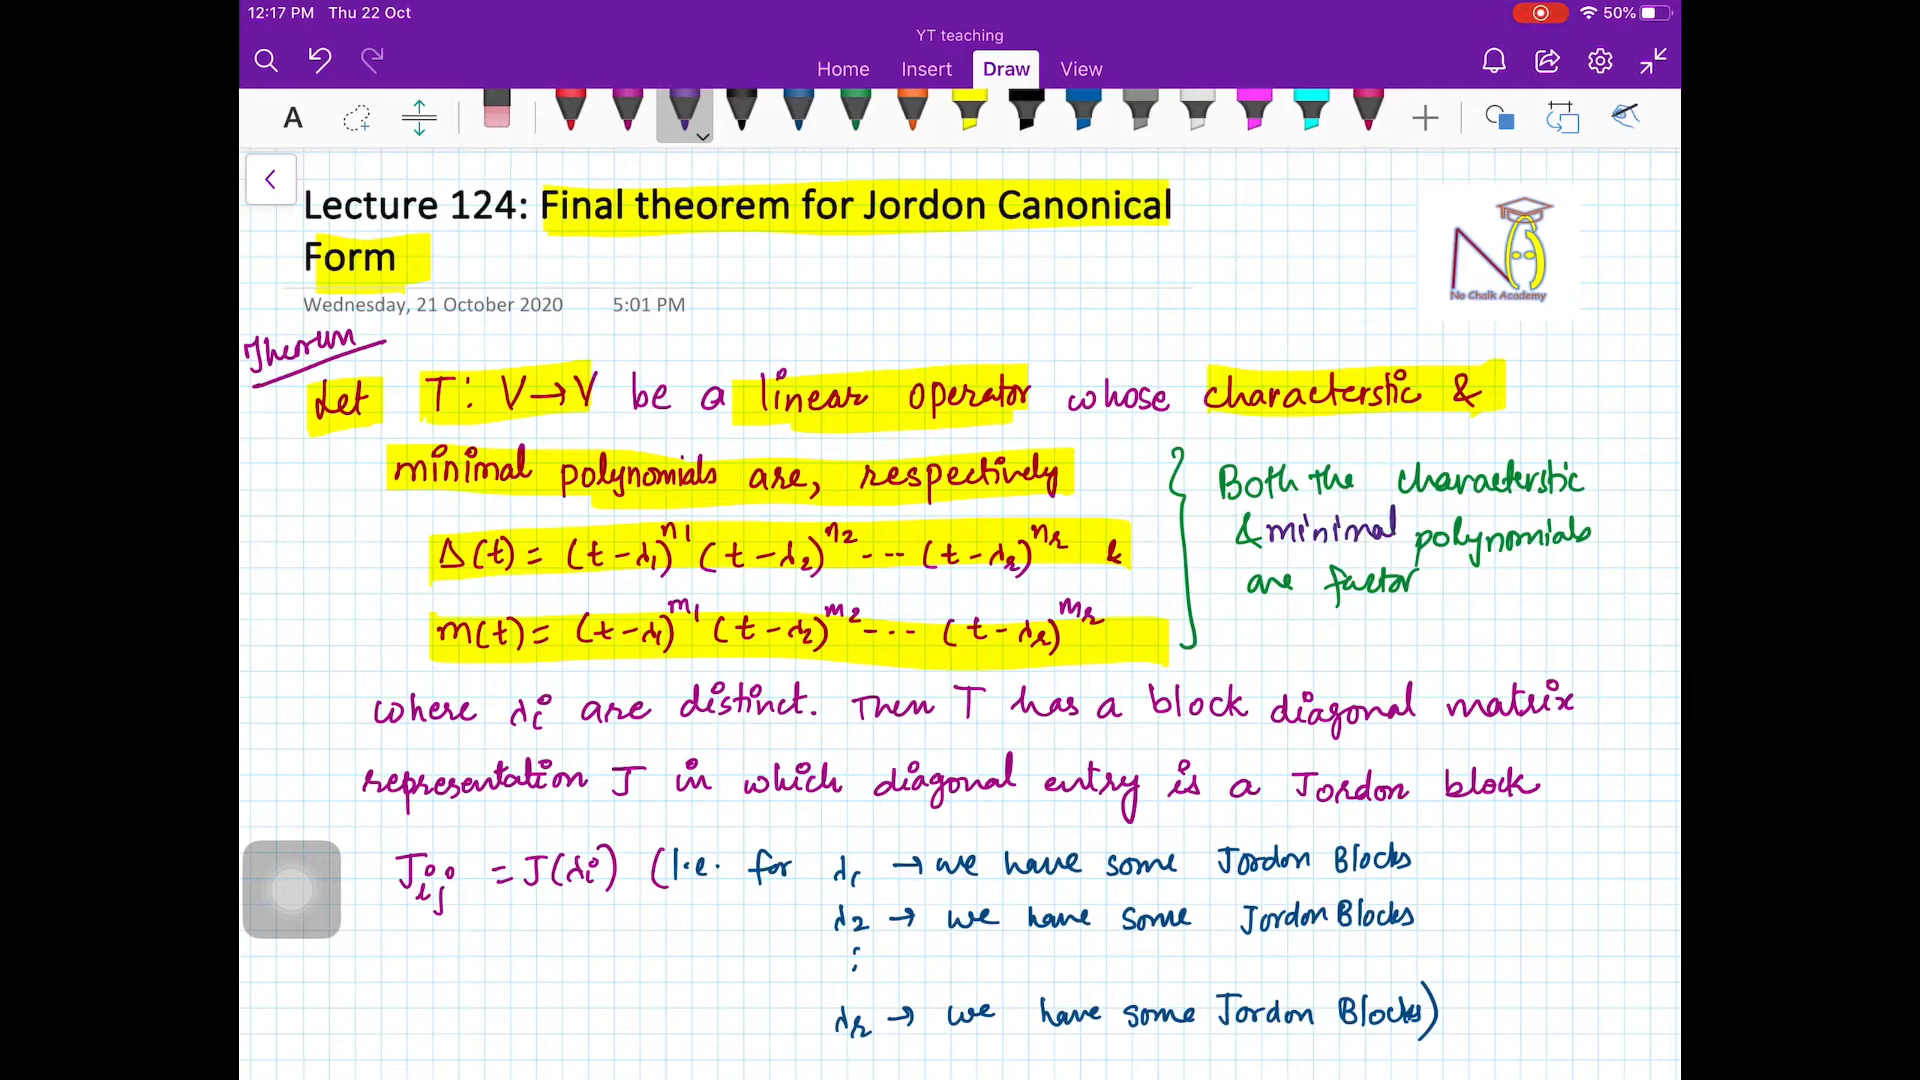 12:17 PM Thu 22 Oct
50%
YT teaching
Home Insert Draw View
A
Lecture 124: Final theorem for Jordon Canonical
Form
No Chalk Academy
Wednesday, 21 October 2020 5:01 PM
Theorem
Let T: V→V be a linear operator whose characterstic &
minimal polynomials are, respectively
Δ(t) = (t-λ₁)^n1 (t-λ₂)^n2 ---- (t-λr)^nr &
m(t) = (t-λ₁)^m1 (t-λ₂)^m2 --... (t-λr)^mr
Both the characterstic
& minimal polynomials
are factor
where λi are distinct. Then T has a block diagonal matrix
representation J in which diagonal entry is a Jordon block
Jij = J(λi) (I.e. for λ₁ → we have some Jordon Blocks
λ₂ → we have some Jordon Blocks
⋮
λr → we have some Jordon Blocks)